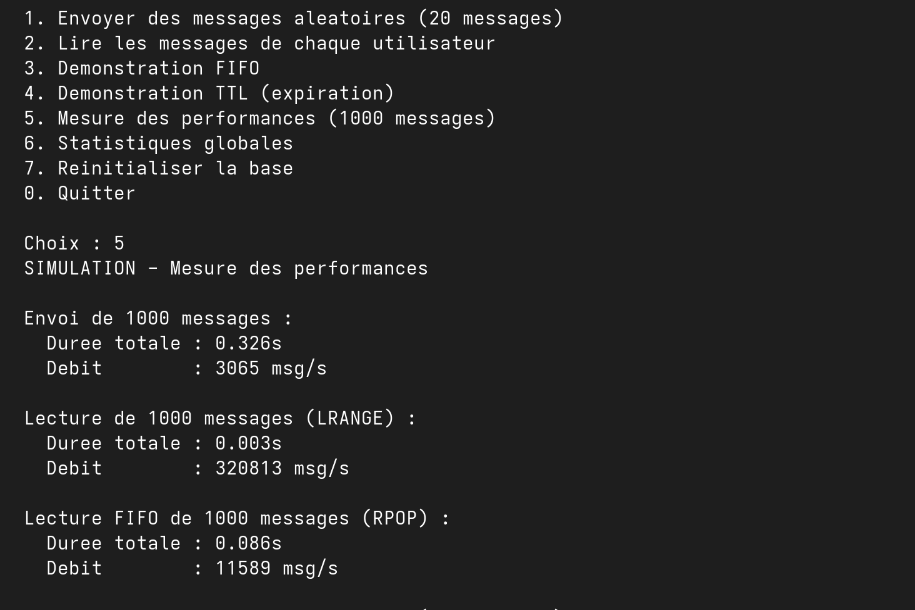 1. Envoyer des messages aleatoires (20 messages)
2. Lire les messages de chaque utilisateur
3. Demonstration FIFO
4. Demonstration TTL (expiration)
5. Mesure des performances (1000 messages)
6. Statistiques globales
7. Reinitialiser la base
0. Quitter
Choix : 5
SIMULATION - Mesure des performances
Envoi de 1000 messages :
Duree totale : 0.326s
Debit : 3065 msg/s
Lecture de 1000 messages (LRANGE) :
Duree totale : 0.003s
Debit : 320813 msg/s
Lecture FIFO de 1000 messages (RPOP) :
Duree totale : 0.086s
Debit : 11589 msg/s